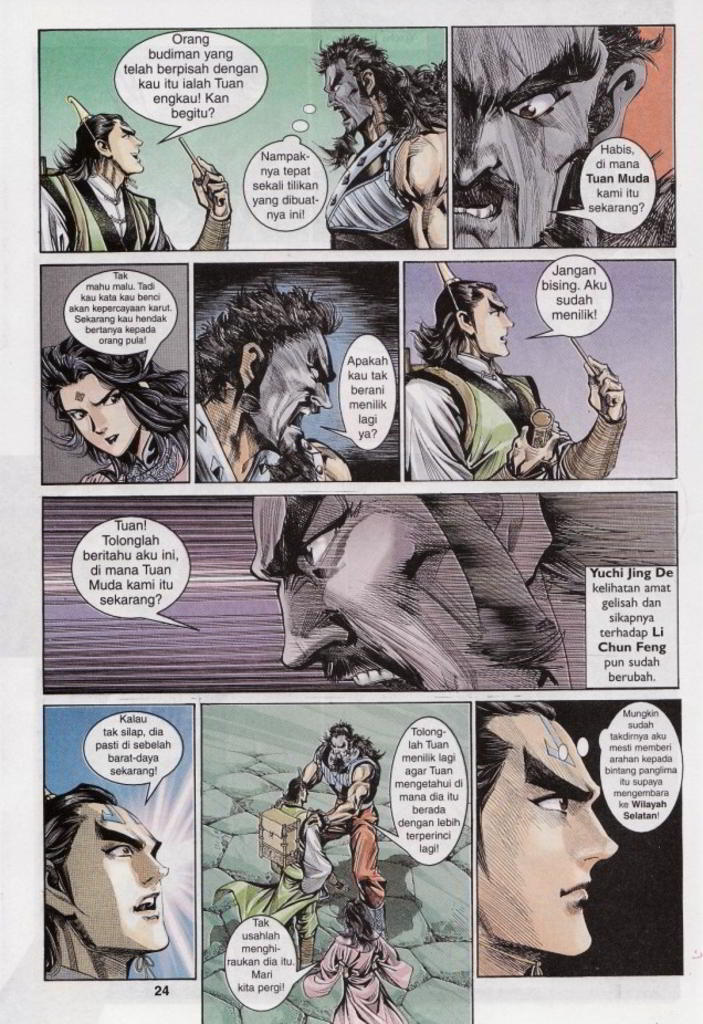 Orang
budiman yang
telah berpisah dengan
kau itu ialah Tuan
engkau! Kan
begitu?
Nampak-
nya tepat
sekali tilikan
yang dibuat-
nya ini!
Habis,
di mana
Tuan Muda
kami itu
sekarang?
Tak
mahu malu. Tadi
kau kata kau benci
akan kepercayaan karut.
Sekarang kau hendak
bertanya kepada
orang pula!
Apakah
kau tak
berani
menilik
lagi
ya?
Jangan
bising. Aku
sudah
menilik!
Tuan!
Tolonglah
beritahu aku ini,
di mana Tuan
Muda kami itu
sekarang?
Yuchi Jing De
kelihatan amat
gelisah dan
sikapnya
terhadap Li
Chun Feng
pun sudah
berubah.
Kalau
tak silap, dia
pasti di sebelah
barat-daya
sekarang!
Tolong-
lah Tuan
menilik lagi
agar Tuan
mengetahui di
mana dia itu
berada
dengan lebih
terperinci
lagi!
Tak
usahlah
menghi-
raukan dia itu.
Mari
kita pergi!
Mungkin
sudah
takdirnya aku
mesti memberi
arahan kepada
bintang panglima
itu supaya
mengembara
ke Wilayah
Selatan!
24